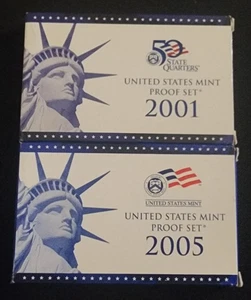 50
STATE
QUARTERS
UNITED STATES MINT
PROOF SET®
2001
UNITED STATES MINT
UNITED STATES MINT
PROOF SET®
2005